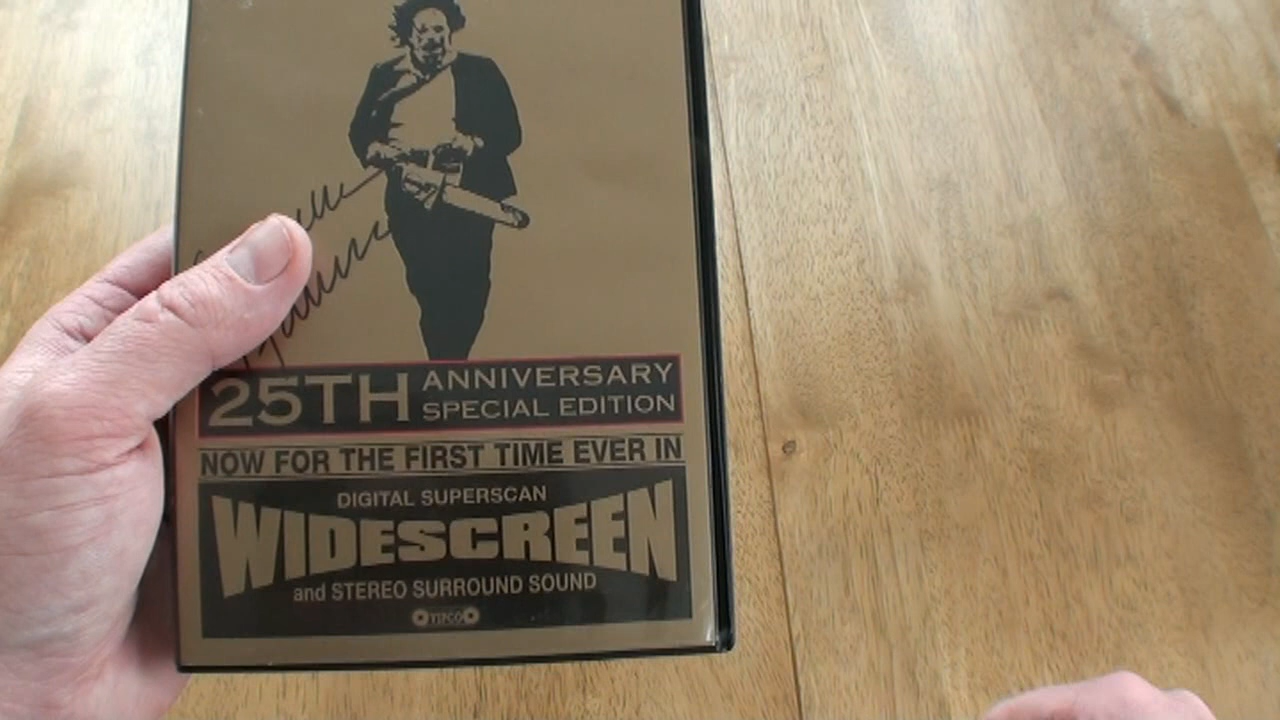 25TH ANNIVERSARY
SPECIAL EDITION
NOW FOR THE FIRST TIME EVER IN
DIGITAL SUPERSCAN
WIDESCREEN
and STEREO SURROUND SOUND